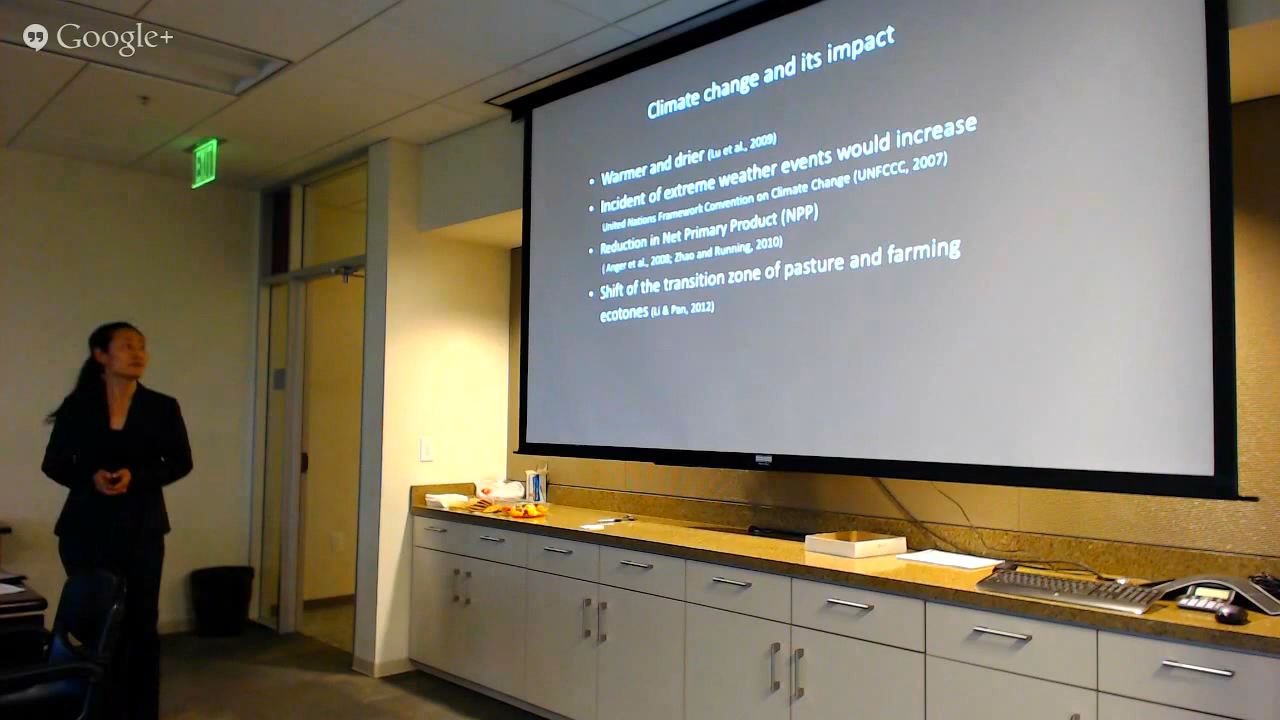 Google+
EXIT
Climate change and its impact
• Warmer and drier (Lu et al., 2009)
• Incident of extreme weather events would increase
United Nations Framework Convention on Climate Change (UNFCCC, 2007)
• Reduction in Net Primary Product (NPP)
( Anger et al., 2008; Zhao and Running, 2010)
• Shift of the transition zone of pasture and farming
ecotones (Li & Pan, 2012)